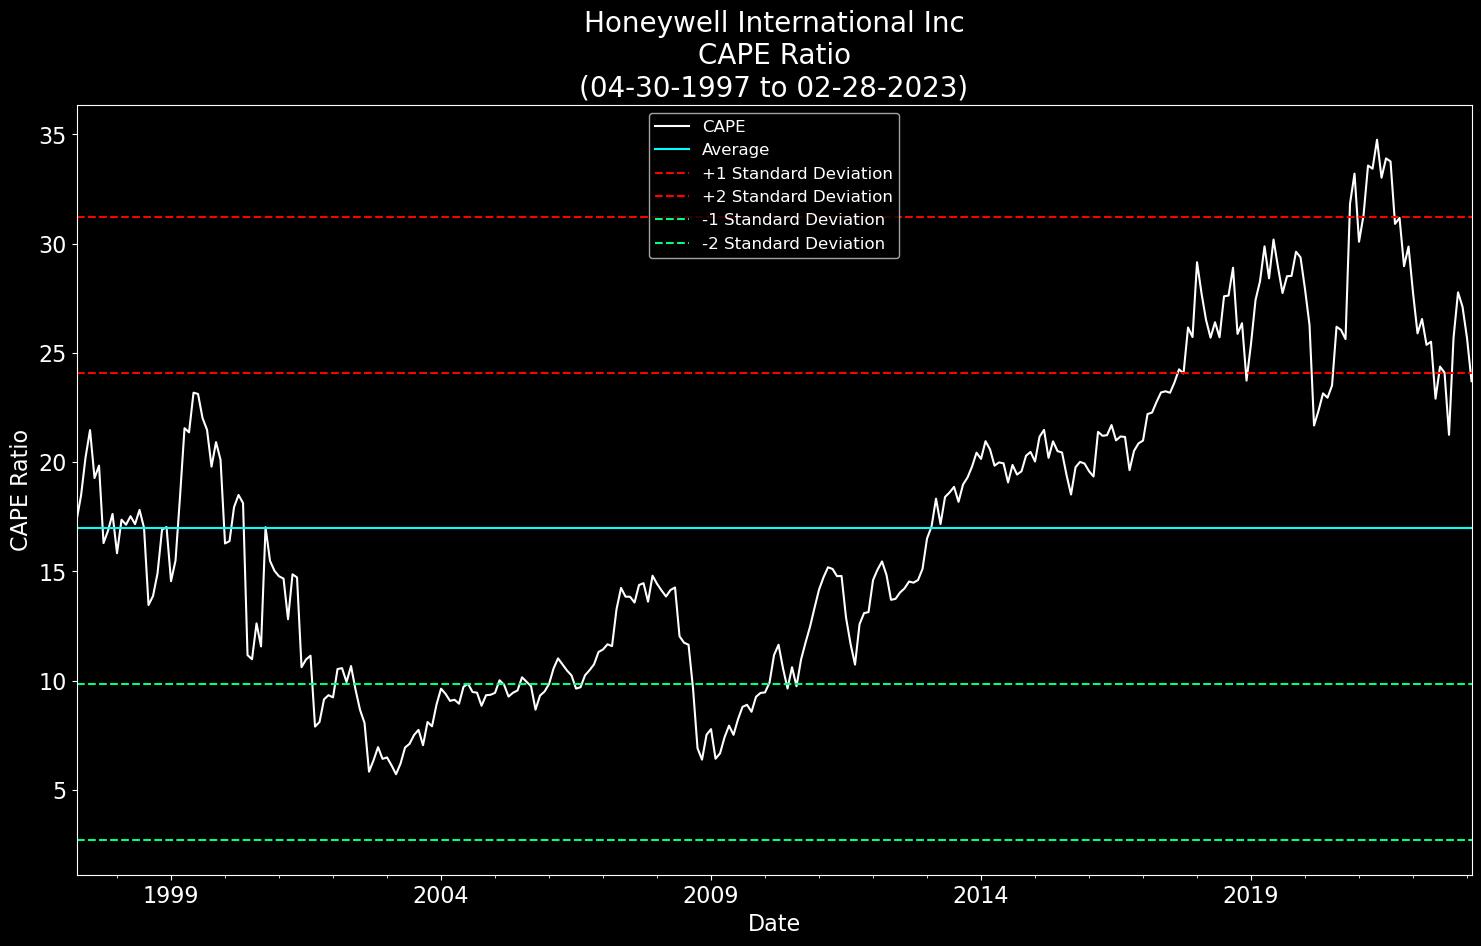 Honeywell International Inc
CAPE Ratio
(04-30-1997 to 02-28-2023)
CAPE
Average
+1 Standard Deviation
+2 Standard Deviation
-1 Standard Deviation
-2 Standard Deviation
CAPE Ratio
35
30
25
20
15
10
5
1999 2004 2009 2014 2019
Date